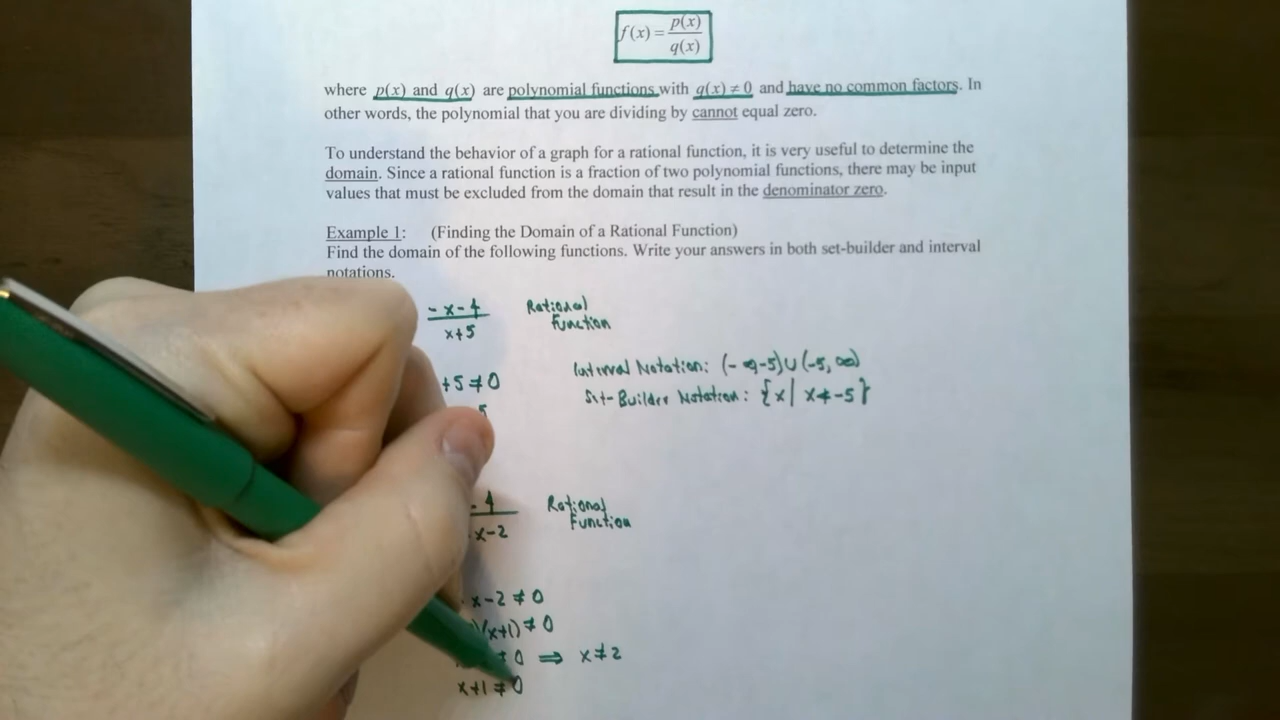 f(x) = p(x)/q(x)
where p(x) and q(x) are polynomial functions with q(x) ≠ 0 and have no common factors. In
other words, the polynomial that you are dividing by cannot equal zero.
To understand the behavior of a graph for a rational function, it is very useful to determine the
domain. Since a rational function is a fraction of two polynomial functions, there may be input
values that must be excluded from the domain that result in the denominator zero.
Example 1: (Finding the Domain of a Rational Function)
Find the domain of the following functions. Write your answers in both set-builder and interval
notations.
-x-4 Rational
x+5 Function
Interval Notation: (-∞,-5)∪(-5,∞)
+5≠0
Set-Builder Notation: {x| x≠-5}
5
-4 Rational
x-2 Function
x-2≠0
)(x+1)≠0
≠0 ⇒ x≠2
x+1≠0